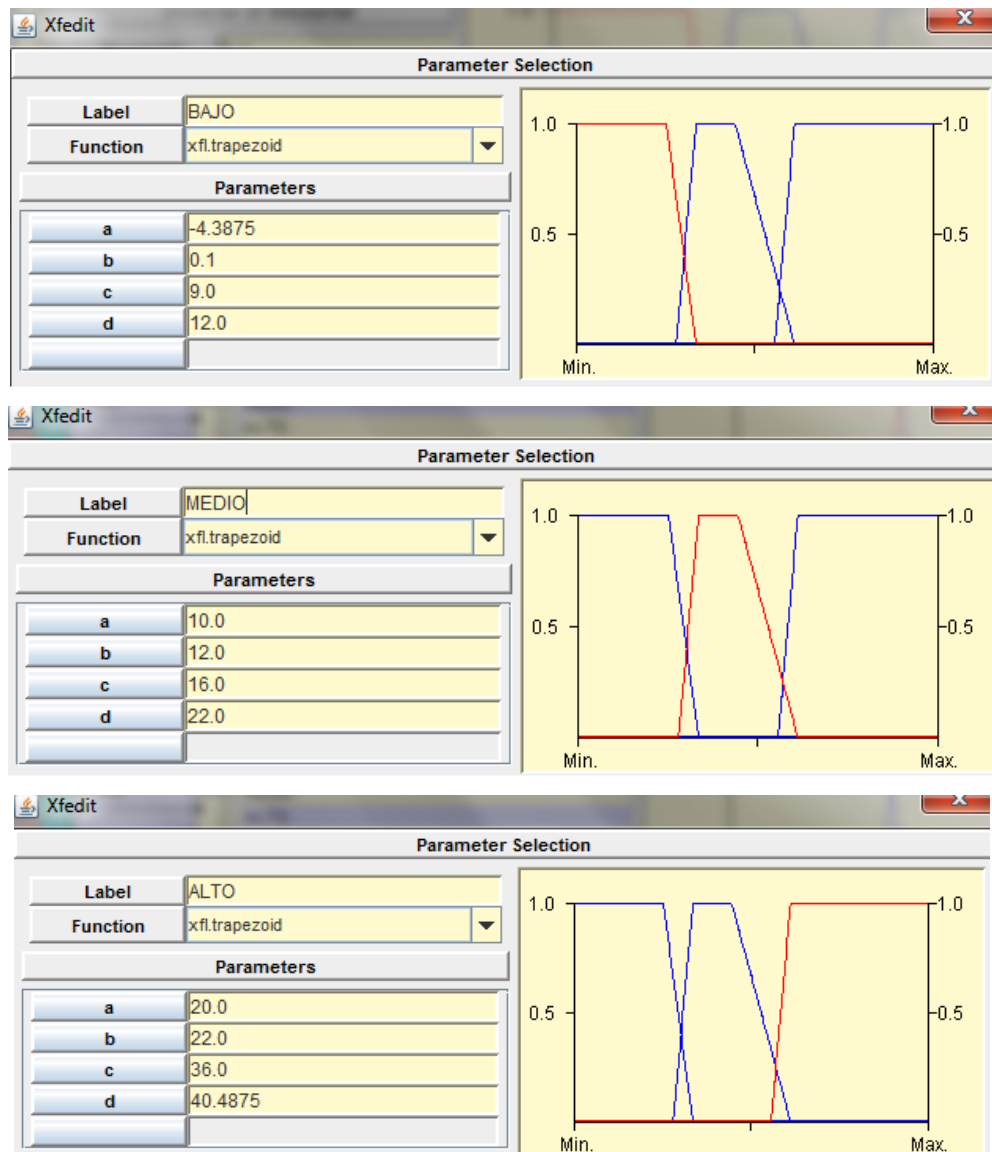 Xfedit
X
Parameter Selection
Label BAJO
Function xfl.trapezoid
Parameters
a -4.3875
b 0.1
c 9.0
d 12.0
1.0 1.0
0.5 0.5
Min. Max.
Xfedit
X
Parameter Selection
Label MEDIO
Function xfl.trapezoid
Parameters
a 10.0
b 12.0
c 16.0
d 22.0
1.0 1.0
0.5 0.5
Min. Max.
Xfedit
X
Parameter Selection
Label ALTO
Function xfl.trapezoid
Parameters
a 20.0
b 22.0
c 36.0
d 40.4875
1.0 1.0
0.5 0.5
Min. Max.